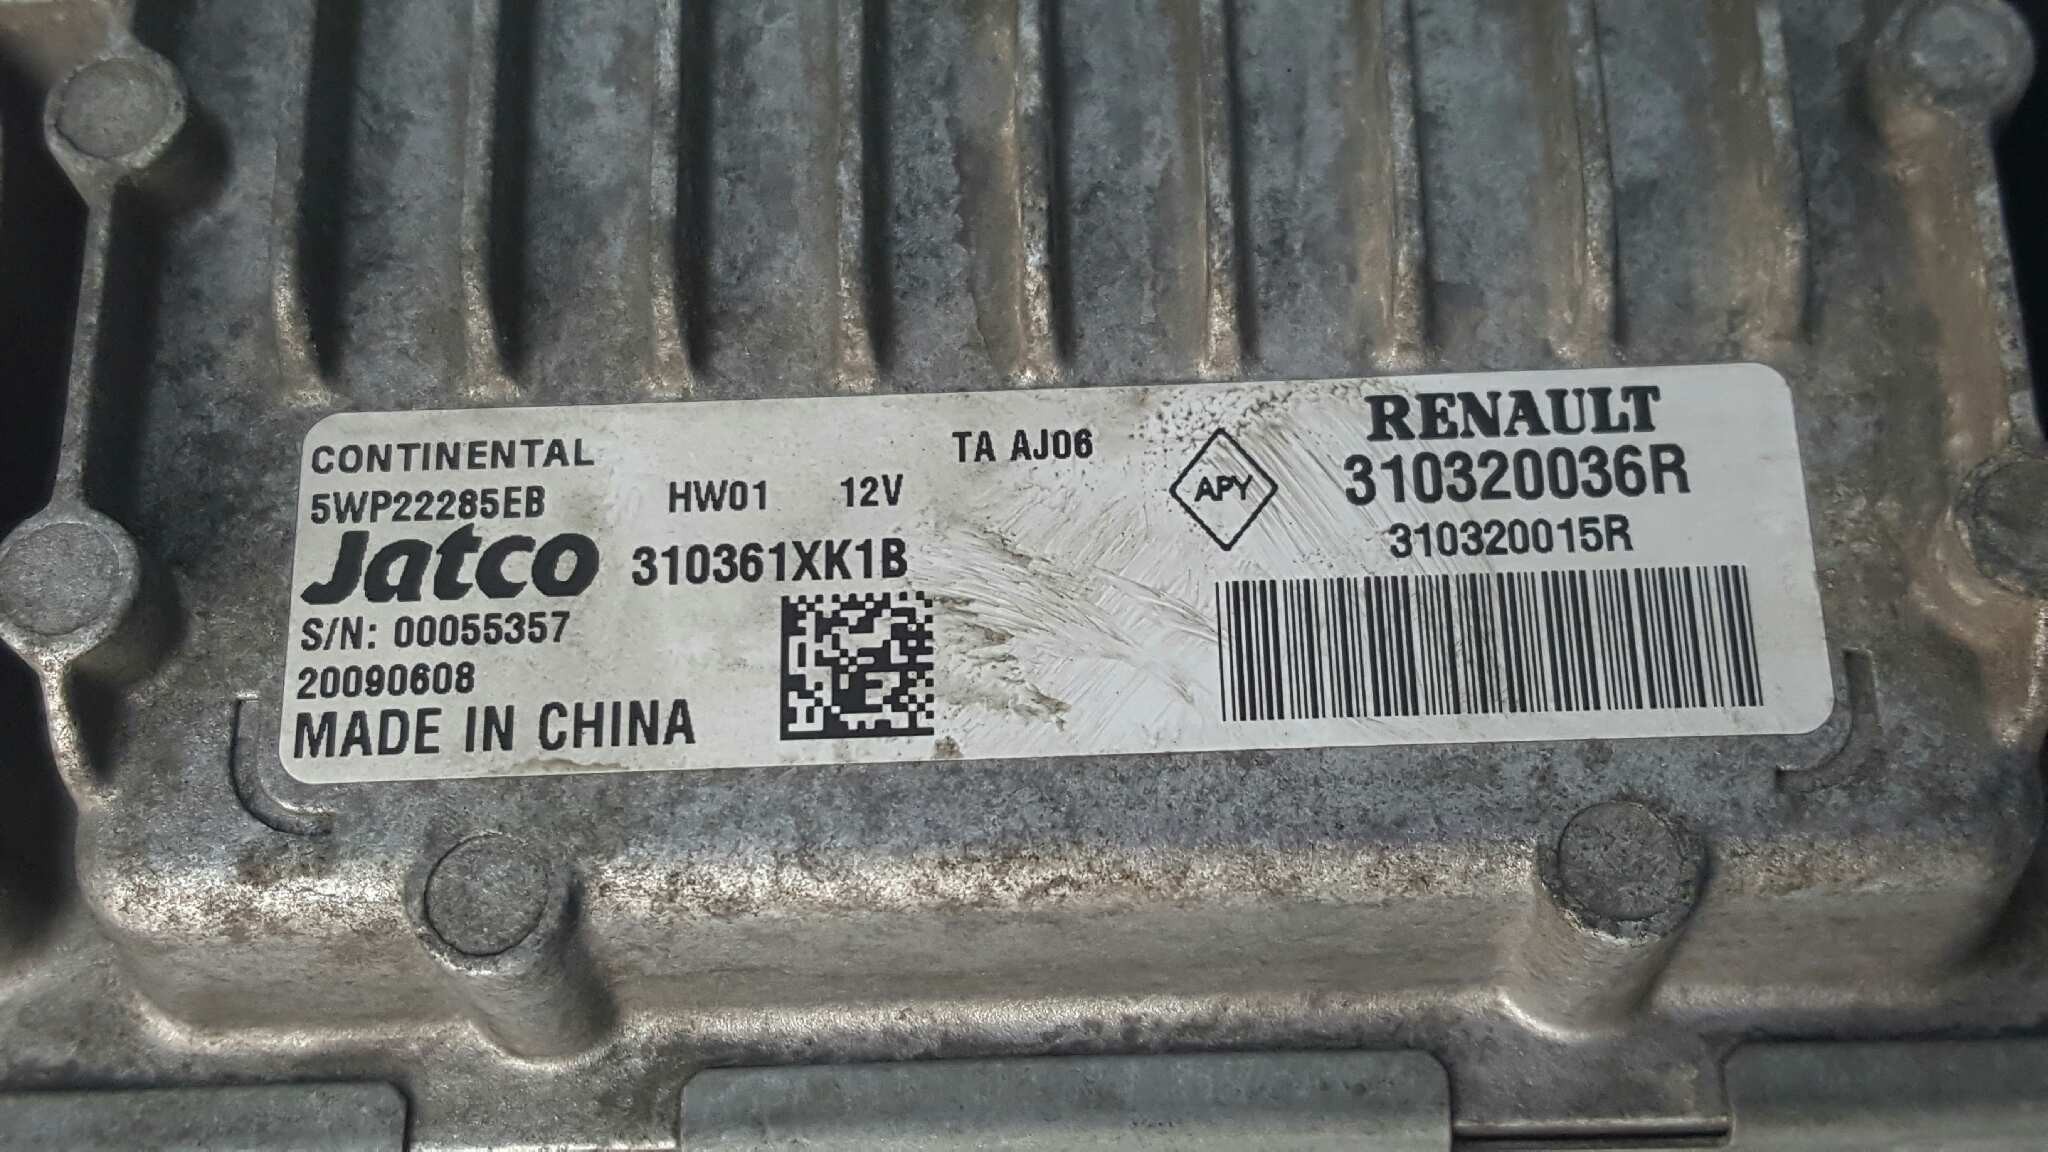 CONTINENTAL
5WP22285EB HW01 12V
Jatco 310361XK1B
S/N: 00055357
20090608
MADE IN CHINA
TA AJ06
APY
RENAULT
310320036R
310320015R